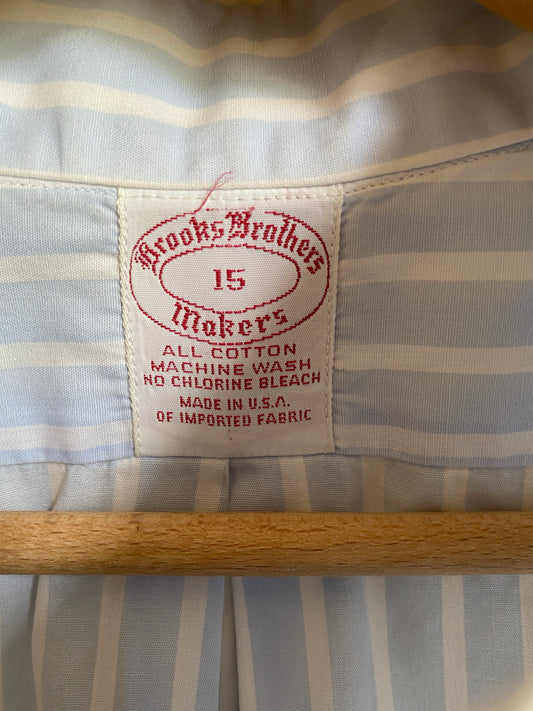 Brooks Brothers
15
Makers
ALL COTTON
MACHINE WASH
NO CHLORINE BLEACH
MADE IN U.S.A.
OF IMPORTED FABRIC